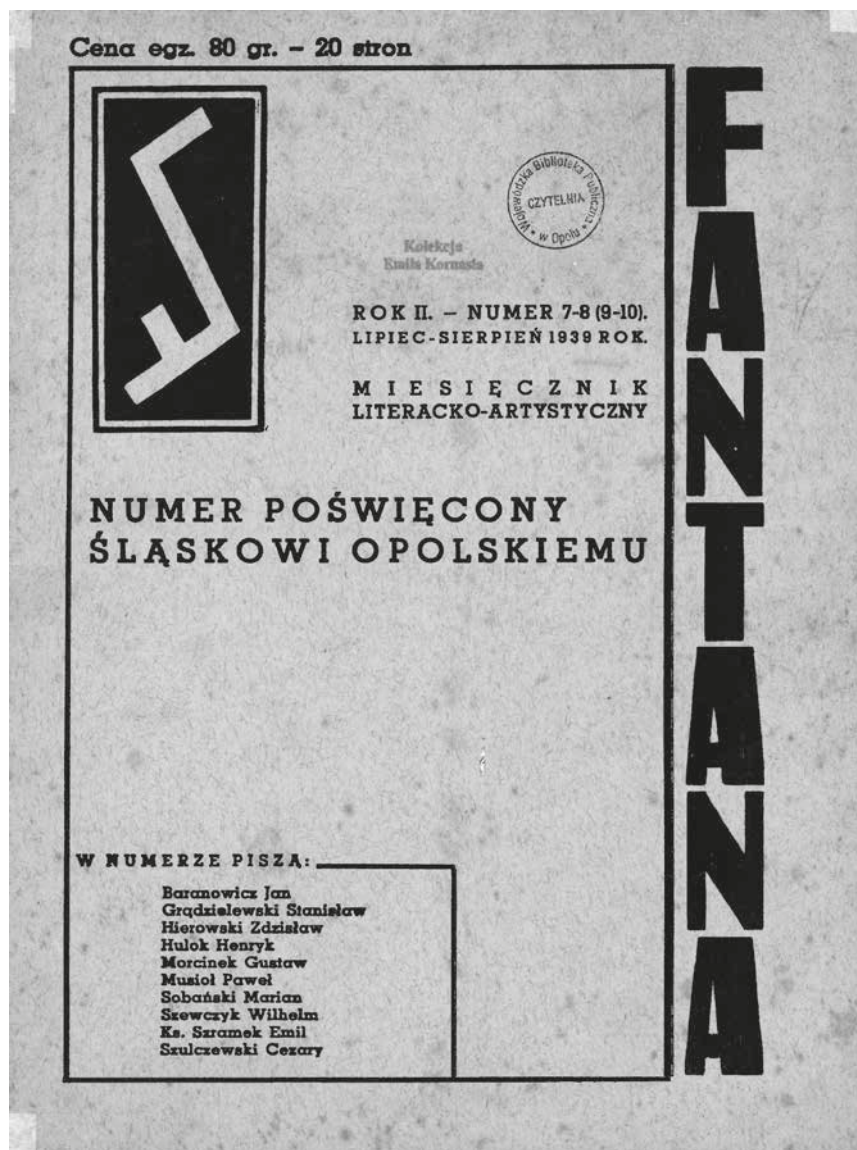 Cena egz. 80 gr. – 20 stron
FANTANA
Wojewódzka Biblioteka Publiczna
CZYTELNIA
w Opolu
Kolekcja
Emila Kornasia
ROK II. – NUMER 7-8 (9-10).
LIPIEC-SIERPIEŃ 1939 ROK.
MIESIĘCZNIK
LITERACKO-ARTYSTYCZNY
NUMER POŚWIĘCONY
ŚLĄSKOWI OPOLSKIEMU
W NUMERZE PISZĄ:
Baranowicz Jan
Grądzielewski Stanisław
Hierowski Zdzisław
Hulok Henryk
Morcinek Gustaw
Musioł Paweł
Sobański Marian
Szewczyk Wilhelm
Ks. Szramek Emil
Szulczewski Cezary